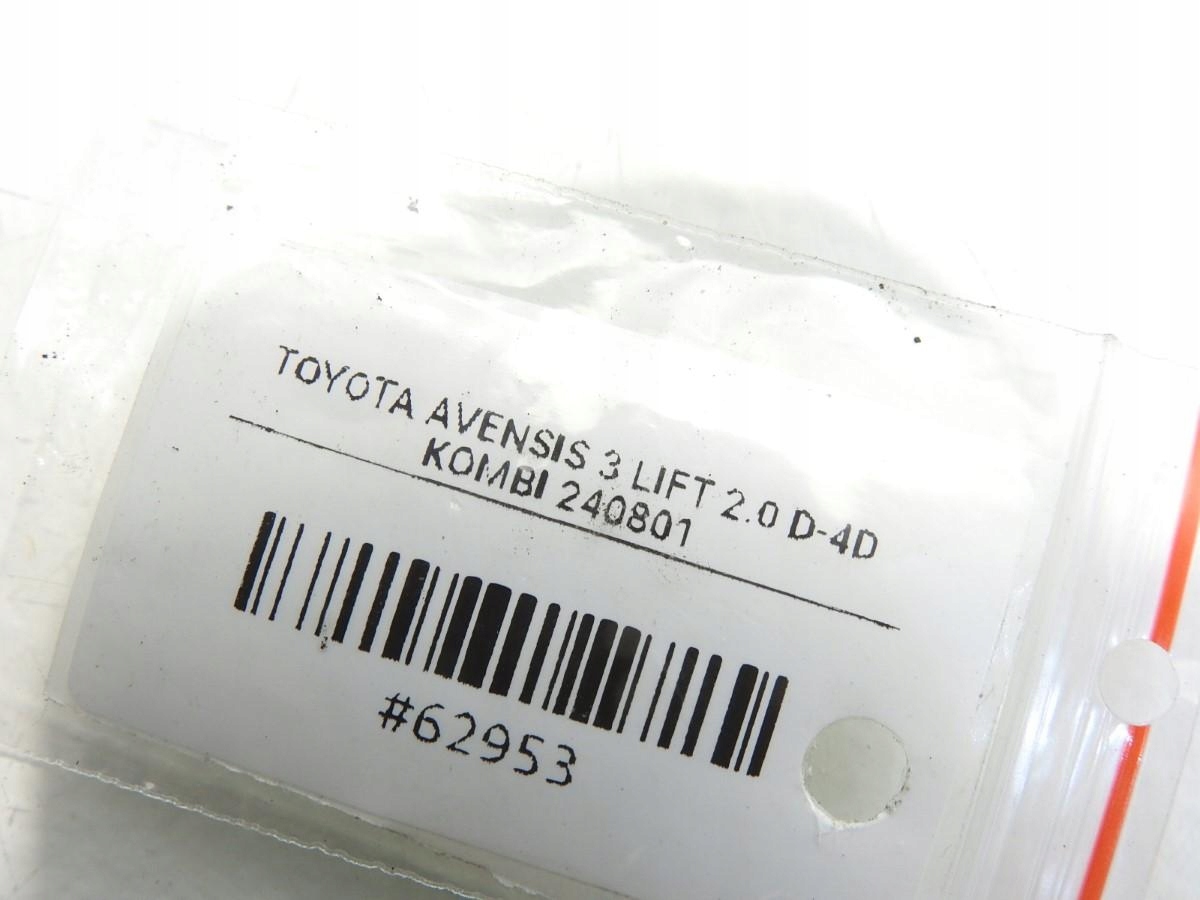 TOYOTA AVENSIS 3 LIFT 2.0 D-4D
KOMBI 240801
#62953